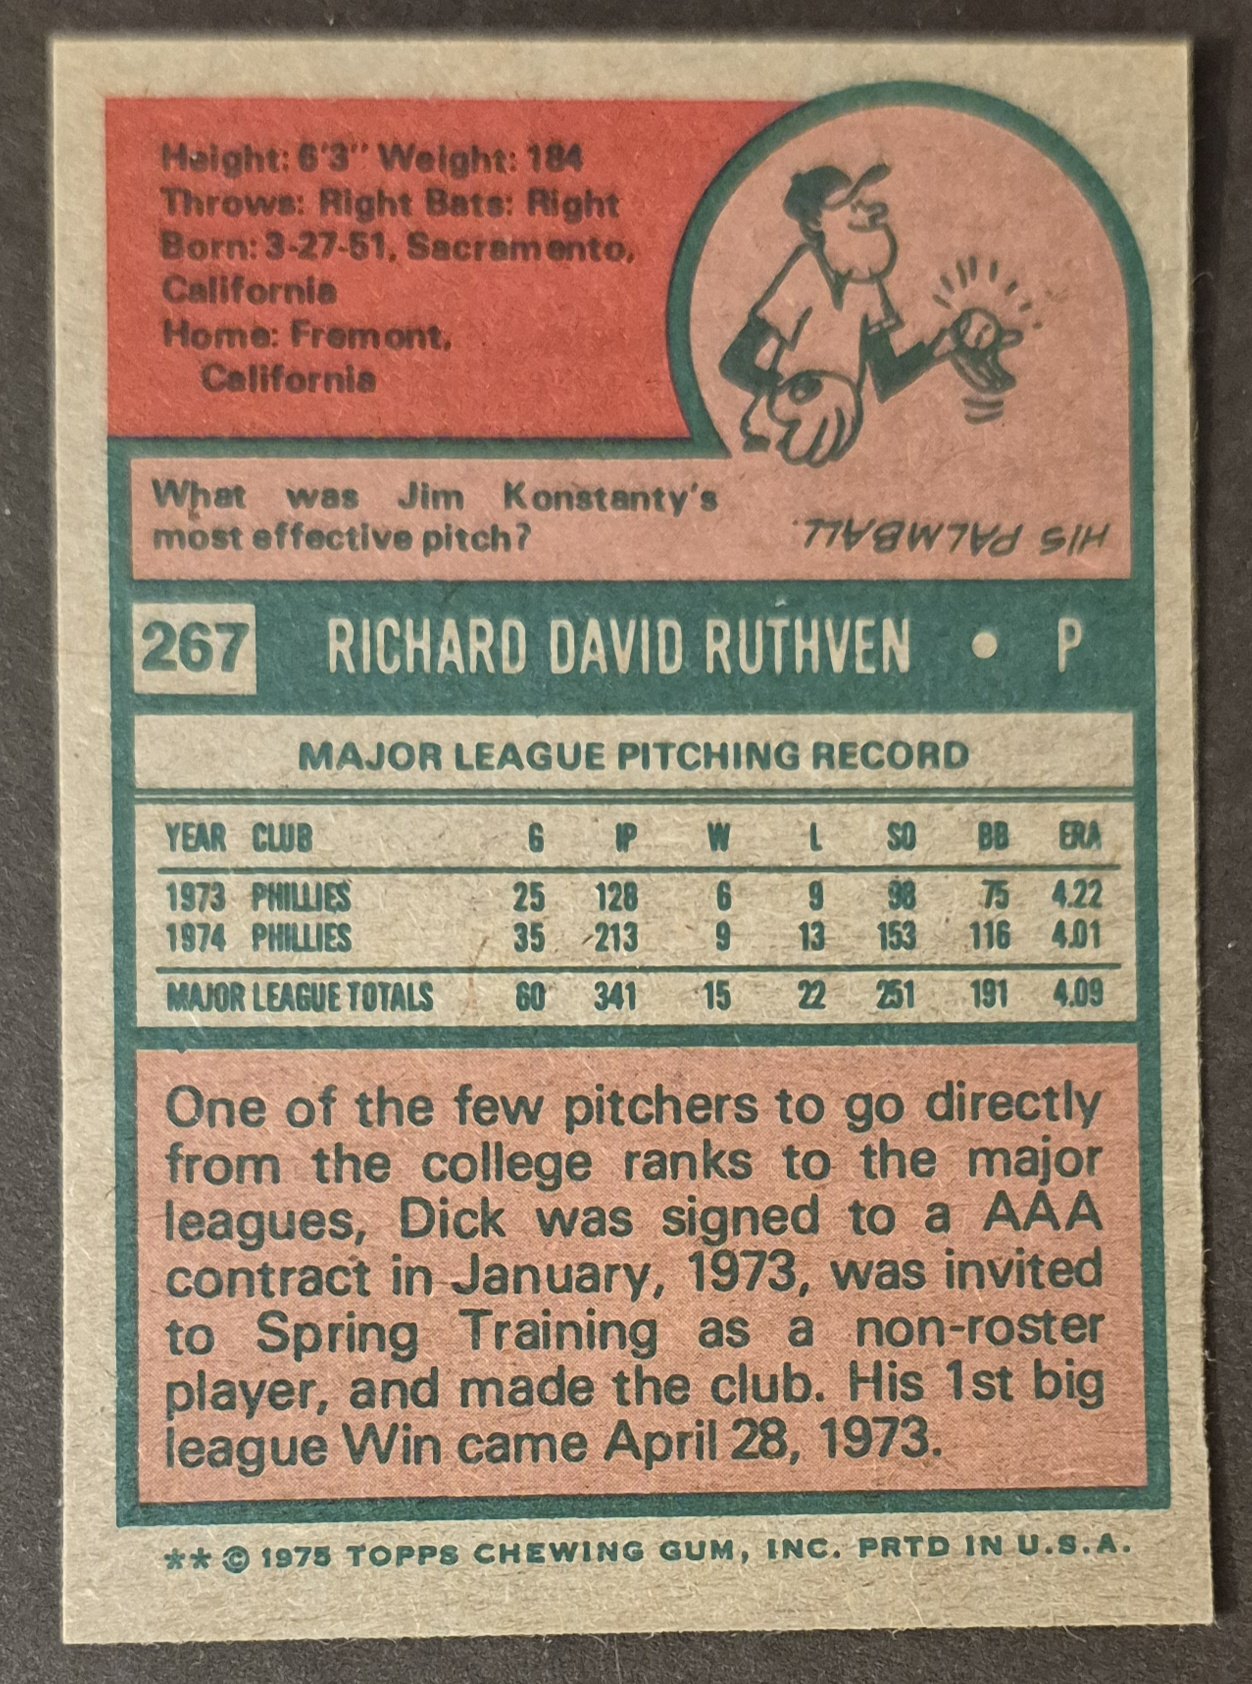 Height: 6'3" Weight: 184
Throws: Right Bats: Right
Born: 3-27-51, Sacramento,
California
Home: Fremont,
California
What was Jim Konstanty's
most effective pitch?
HIS PALMBALL.
267 RICHARD DAVID RUTHVEN • P
MAJOR LEAGUE PITCHING RECORD
YEAR CLUB G IP W L SO BB ERA
1973 PHILLIES 25 128 6 9 98 75 4.22
1974 PHILLIES 35 213 9 13 153 116 4.01
MAJOR LEAGUE TOTALS 60 341 15 22 251 191 4.09
One of the few pitchers to go directly
from the college ranks to the major
leagues, Dick was signed to a AAA
contract in January, 1973, was invited
to Spring Training as a non-roster
player, and made the club. His 1st big
league Win came April 28, 1973.
** © 1975 TOPPS CHEWING GUM, INC. PRTD IN U.S.A.